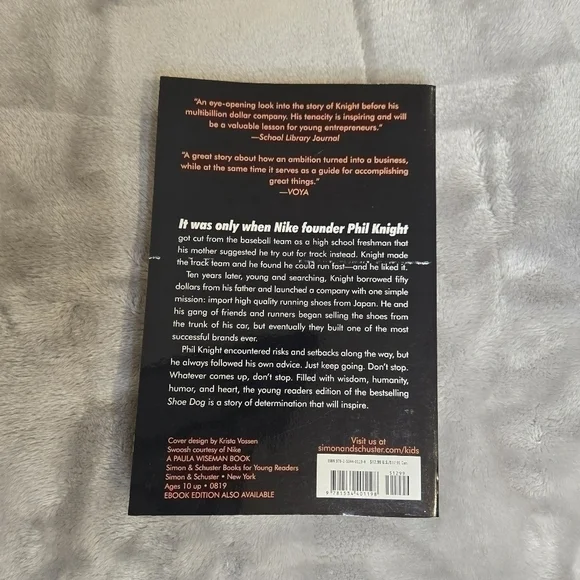 "An eye-opening look into the story of Knight before his
multibillion dollar company. His tenacity is inspiring and will
be a valuable lesson for young entrepreneurs."
—School Library Journal
"A great story about how an ambition turned into a business,
while at the same time it serves as a guide for accomplishing
great things."
—VOYA
It was only when Nike founder Phil Knight
got cut from the baseball team as a high school freshman that
his mother suggested he try out for track instead. Knight made
the track team and he found he could run fast—and he liked it.
Ten years later, young and searching, Knight borrowed fifty
dollars from his father and launched a company with one simple
mission: import high quality running shoes from Japan. He and
his gang of friends and runners began selling the shoes from
the trunk of his car, but eventually they built one of the most
successful brands ever.
Phil Knight encountered risks and setbacks along the way, but
he always followed his own advice. Just keep going. Don't stop.
Whatever comes up, don't stop. Filled with wisdom, humanity,
humor, and heart, the young readers edition of the bestselling
Shoe Dog is a story of determination that will inspire.
Cover design by Krista Vossen
Swoosh courtesy of Nike
A PAULA WISEMAN BOOK
Simon & Schuster Books for Young Readers
Simon & Schuster • New York
Ages 10 up • 0819
EBOOK EDITION ALSO AVAILABLE
Visit us at
simonandschuster.com/kids
51299
9 781534 401198